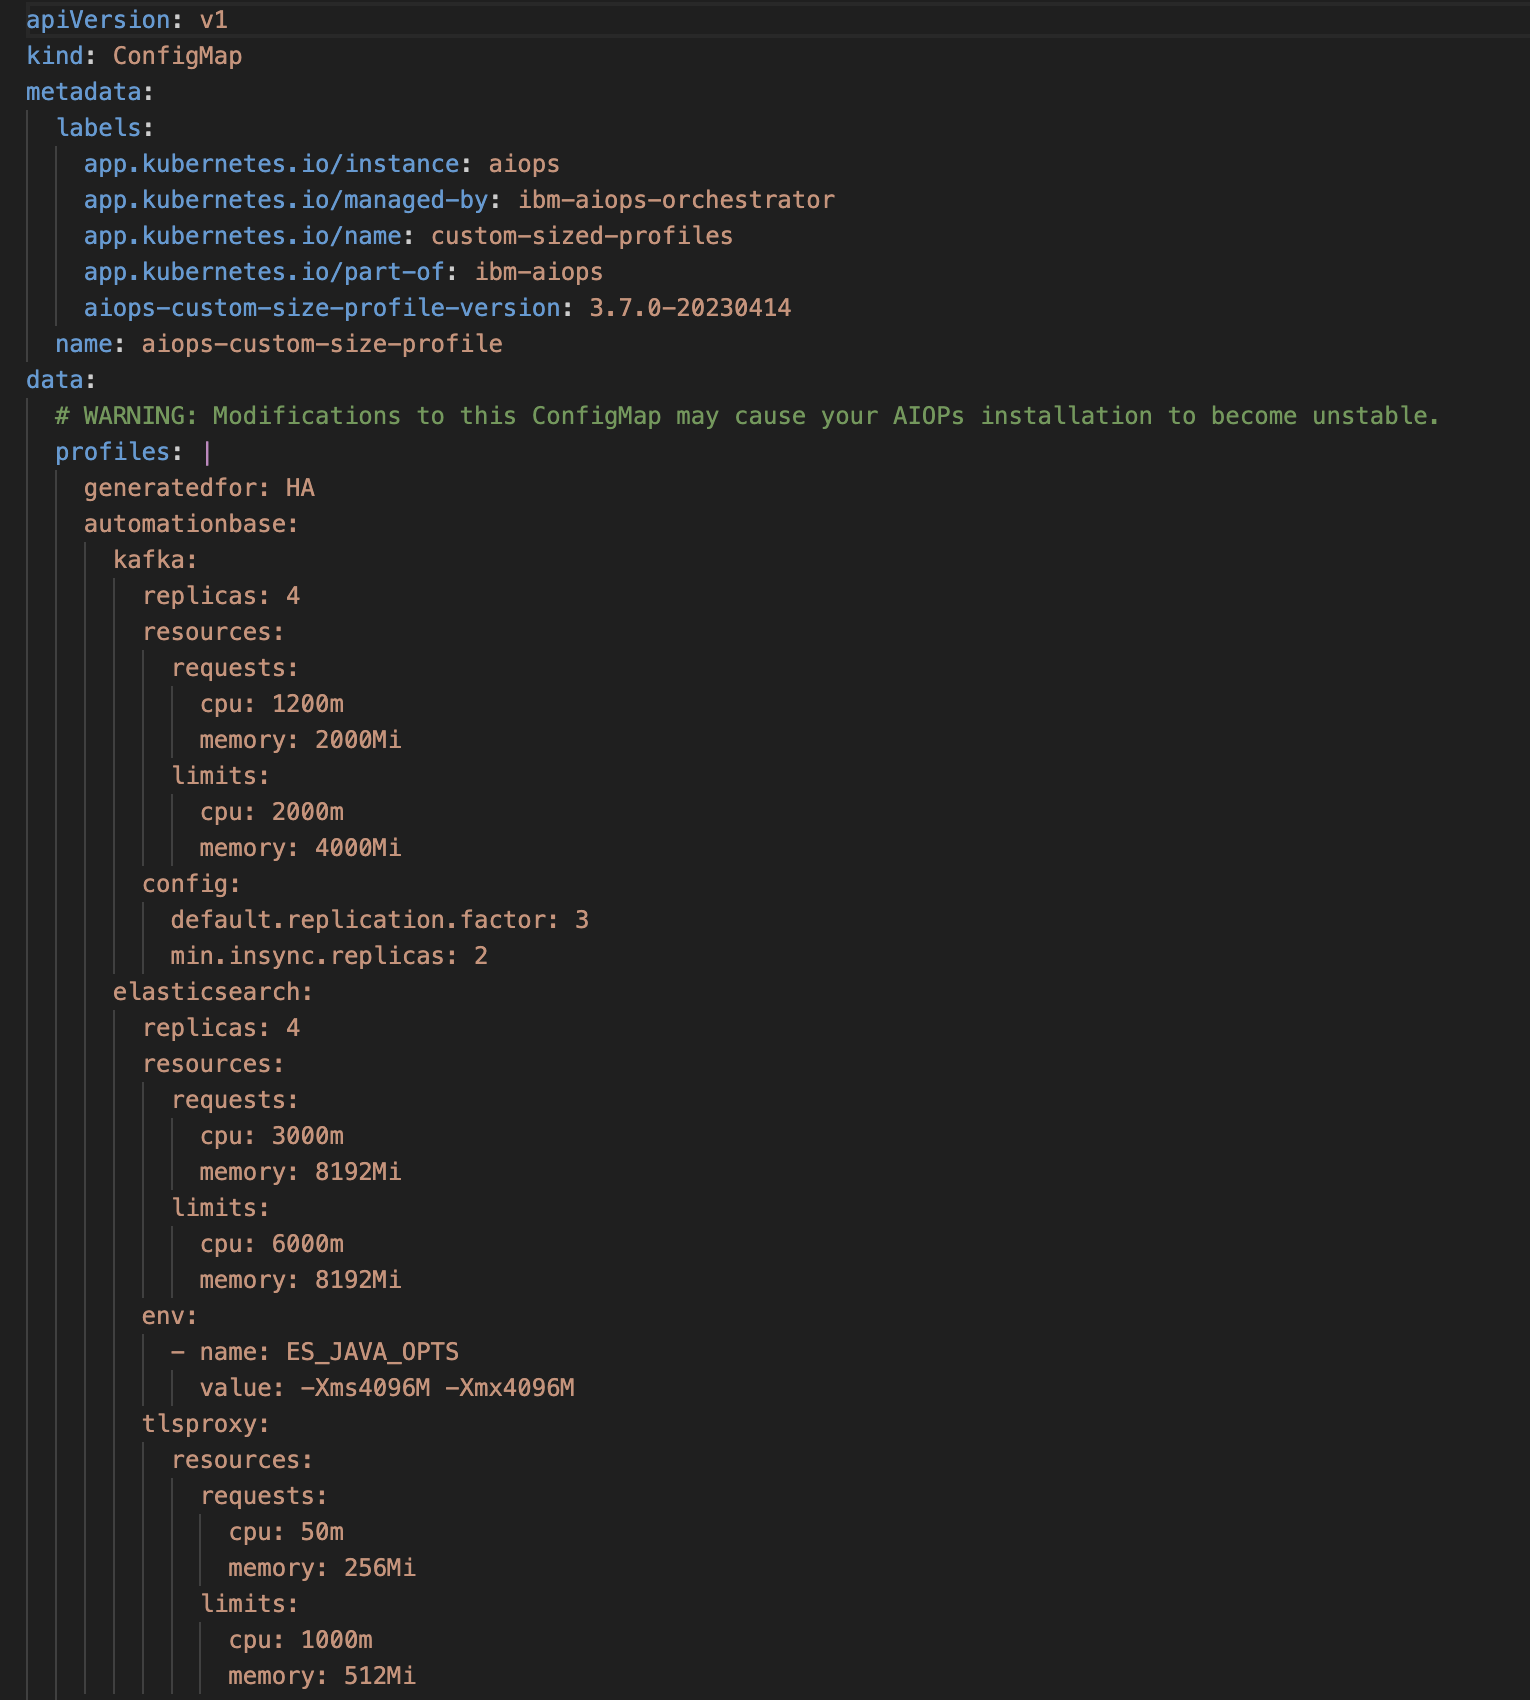 apiVersion: v1
kind: ConfigMap
metadata:
  labels:
    app.kubernetes.io/instance: aiops
    app.kubernetes.io/managed-by: ibm-aiops-orchestrator
    app.kubernetes.io/name: custom-sized-profiles
    app.kubernetes.io/part-of: ibm-aiops
    aiops-custom-size-profile-version: 3.7.0-20230414
  name: aiops-custom-size-profile
data:
  # WARNING: Modifications to this ConfigMap may cause your AIOPs installation to become unstable.
  profiles: |
    generatedfor: HA
    automationbase:
      kafka:
        replicas: 4
        resources:
          requests:
            cpu: 1200m
            memory: 2000Mi
          limits:
            cpu: 2000m
            memory: 4000Mi
        config:
          default.replication.factor: 3
          min.insync.replicas: 2
      elasticsearch:
        replicas: 4
        resources:
          requests:
            cpu: 3000m
            memory: 8192Mi
          limits:
            cpu: 6000m
            memory: 8192Mi
        env:
          - name: ES_JAVA_OPTS
            value: -Xms4096M -Xmx4096M
        tlsproxy:
          resources:
            requests:
              cpu: 50m
              memory: 256Mi
            limits:
              cpu: 1000m
              memory: 512Mi